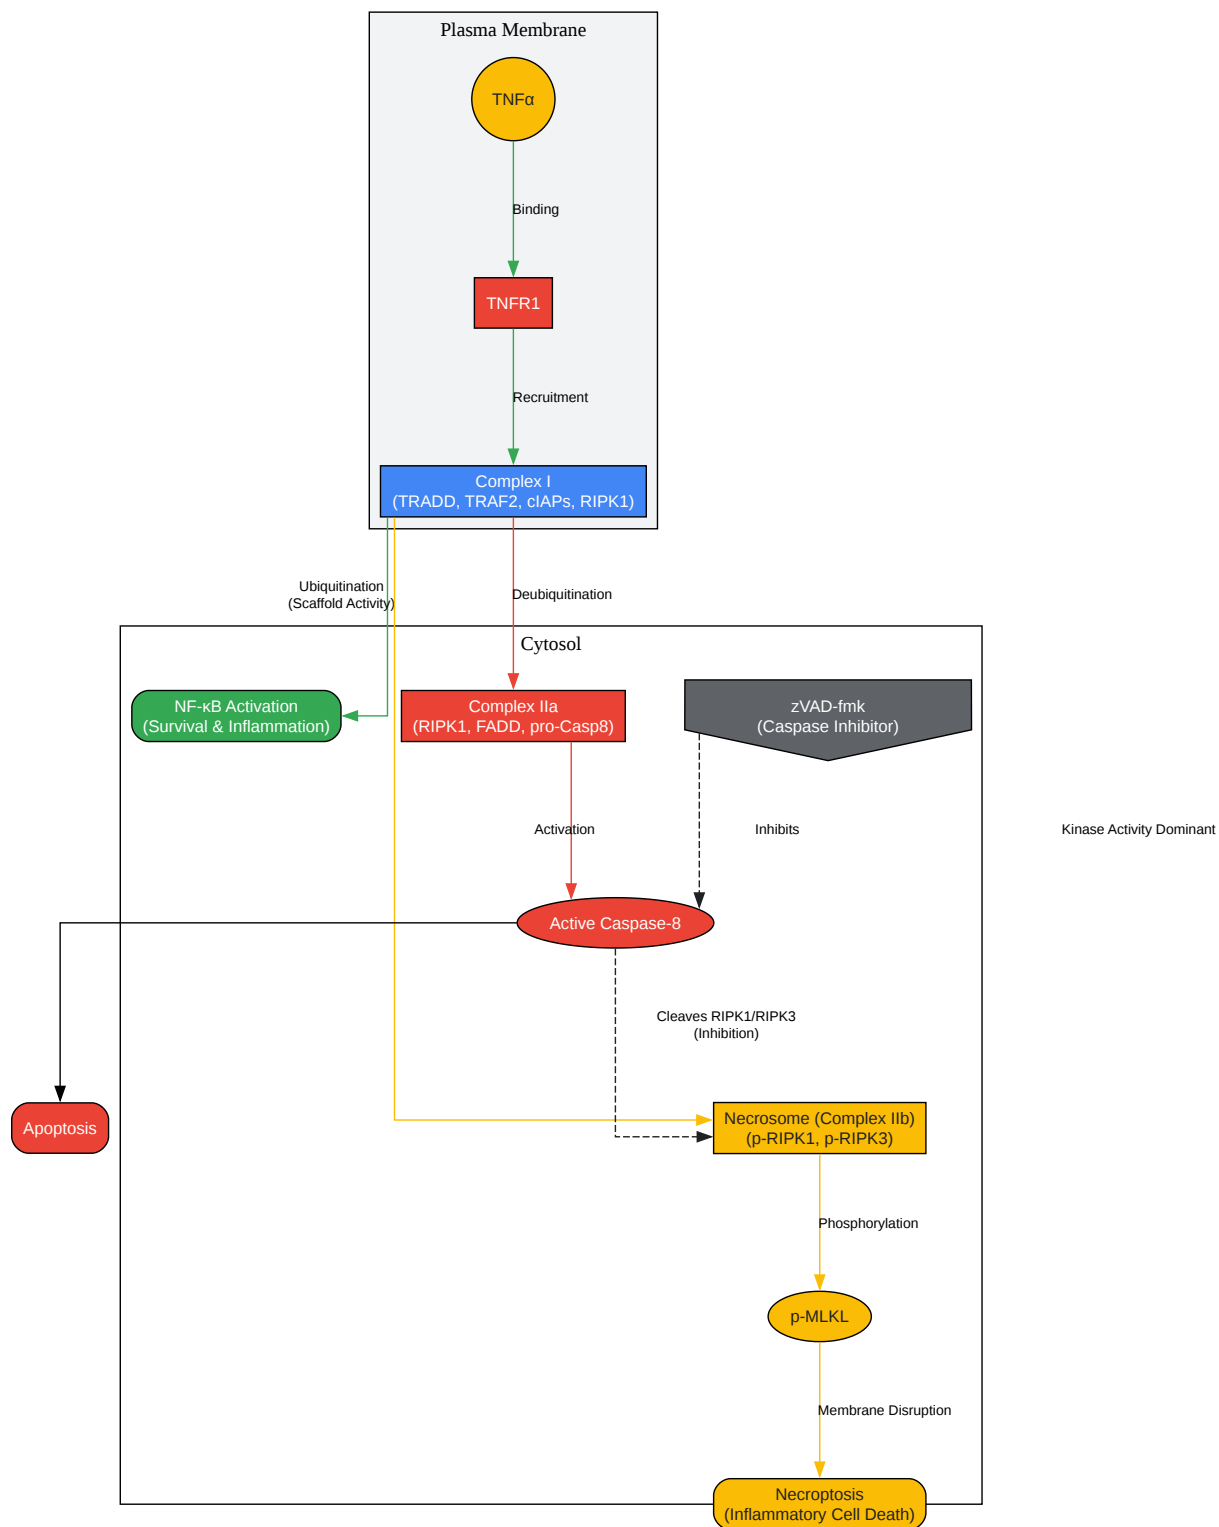 Plasma Membrane
TNFα
Binding
TNFR1
Recruitment
Complex I
(TRADD, TRAF2, cIAPs, RIPK1)
Ubiquitination
(Scaffold Activity)
Deubiquitination
Cytosol
NF-κB Activation
(Survival & Inflammation)
Complex IIa
(RIPK1, FADD, pro-Casp8)
zVAD-fmk
(Caspase Inhibitor)
Activation
Inhibits
Kinase Activity Dominant
Active Caspase-8
Cleaves RIPK1/RIPK3
(Inhibition)
Apoptosis
Necrosome (Complex IIb)
(p-RIPK1, p-RIPK3)
Phosphorylation
p-MLKL
Membrane Disruption
Necroptosis
(Inflammatory Cell Death)